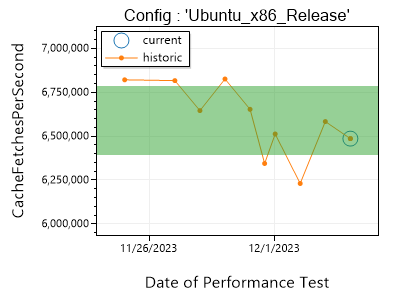 Config : 'Ubuntu_x86_Release'
CacheFetchesPerSecond
7,000,000
6,750,000
6,500,000
6,250,000
6,000,000
current
historic
11/26/2023
12/1/2023
Date of Performance Test